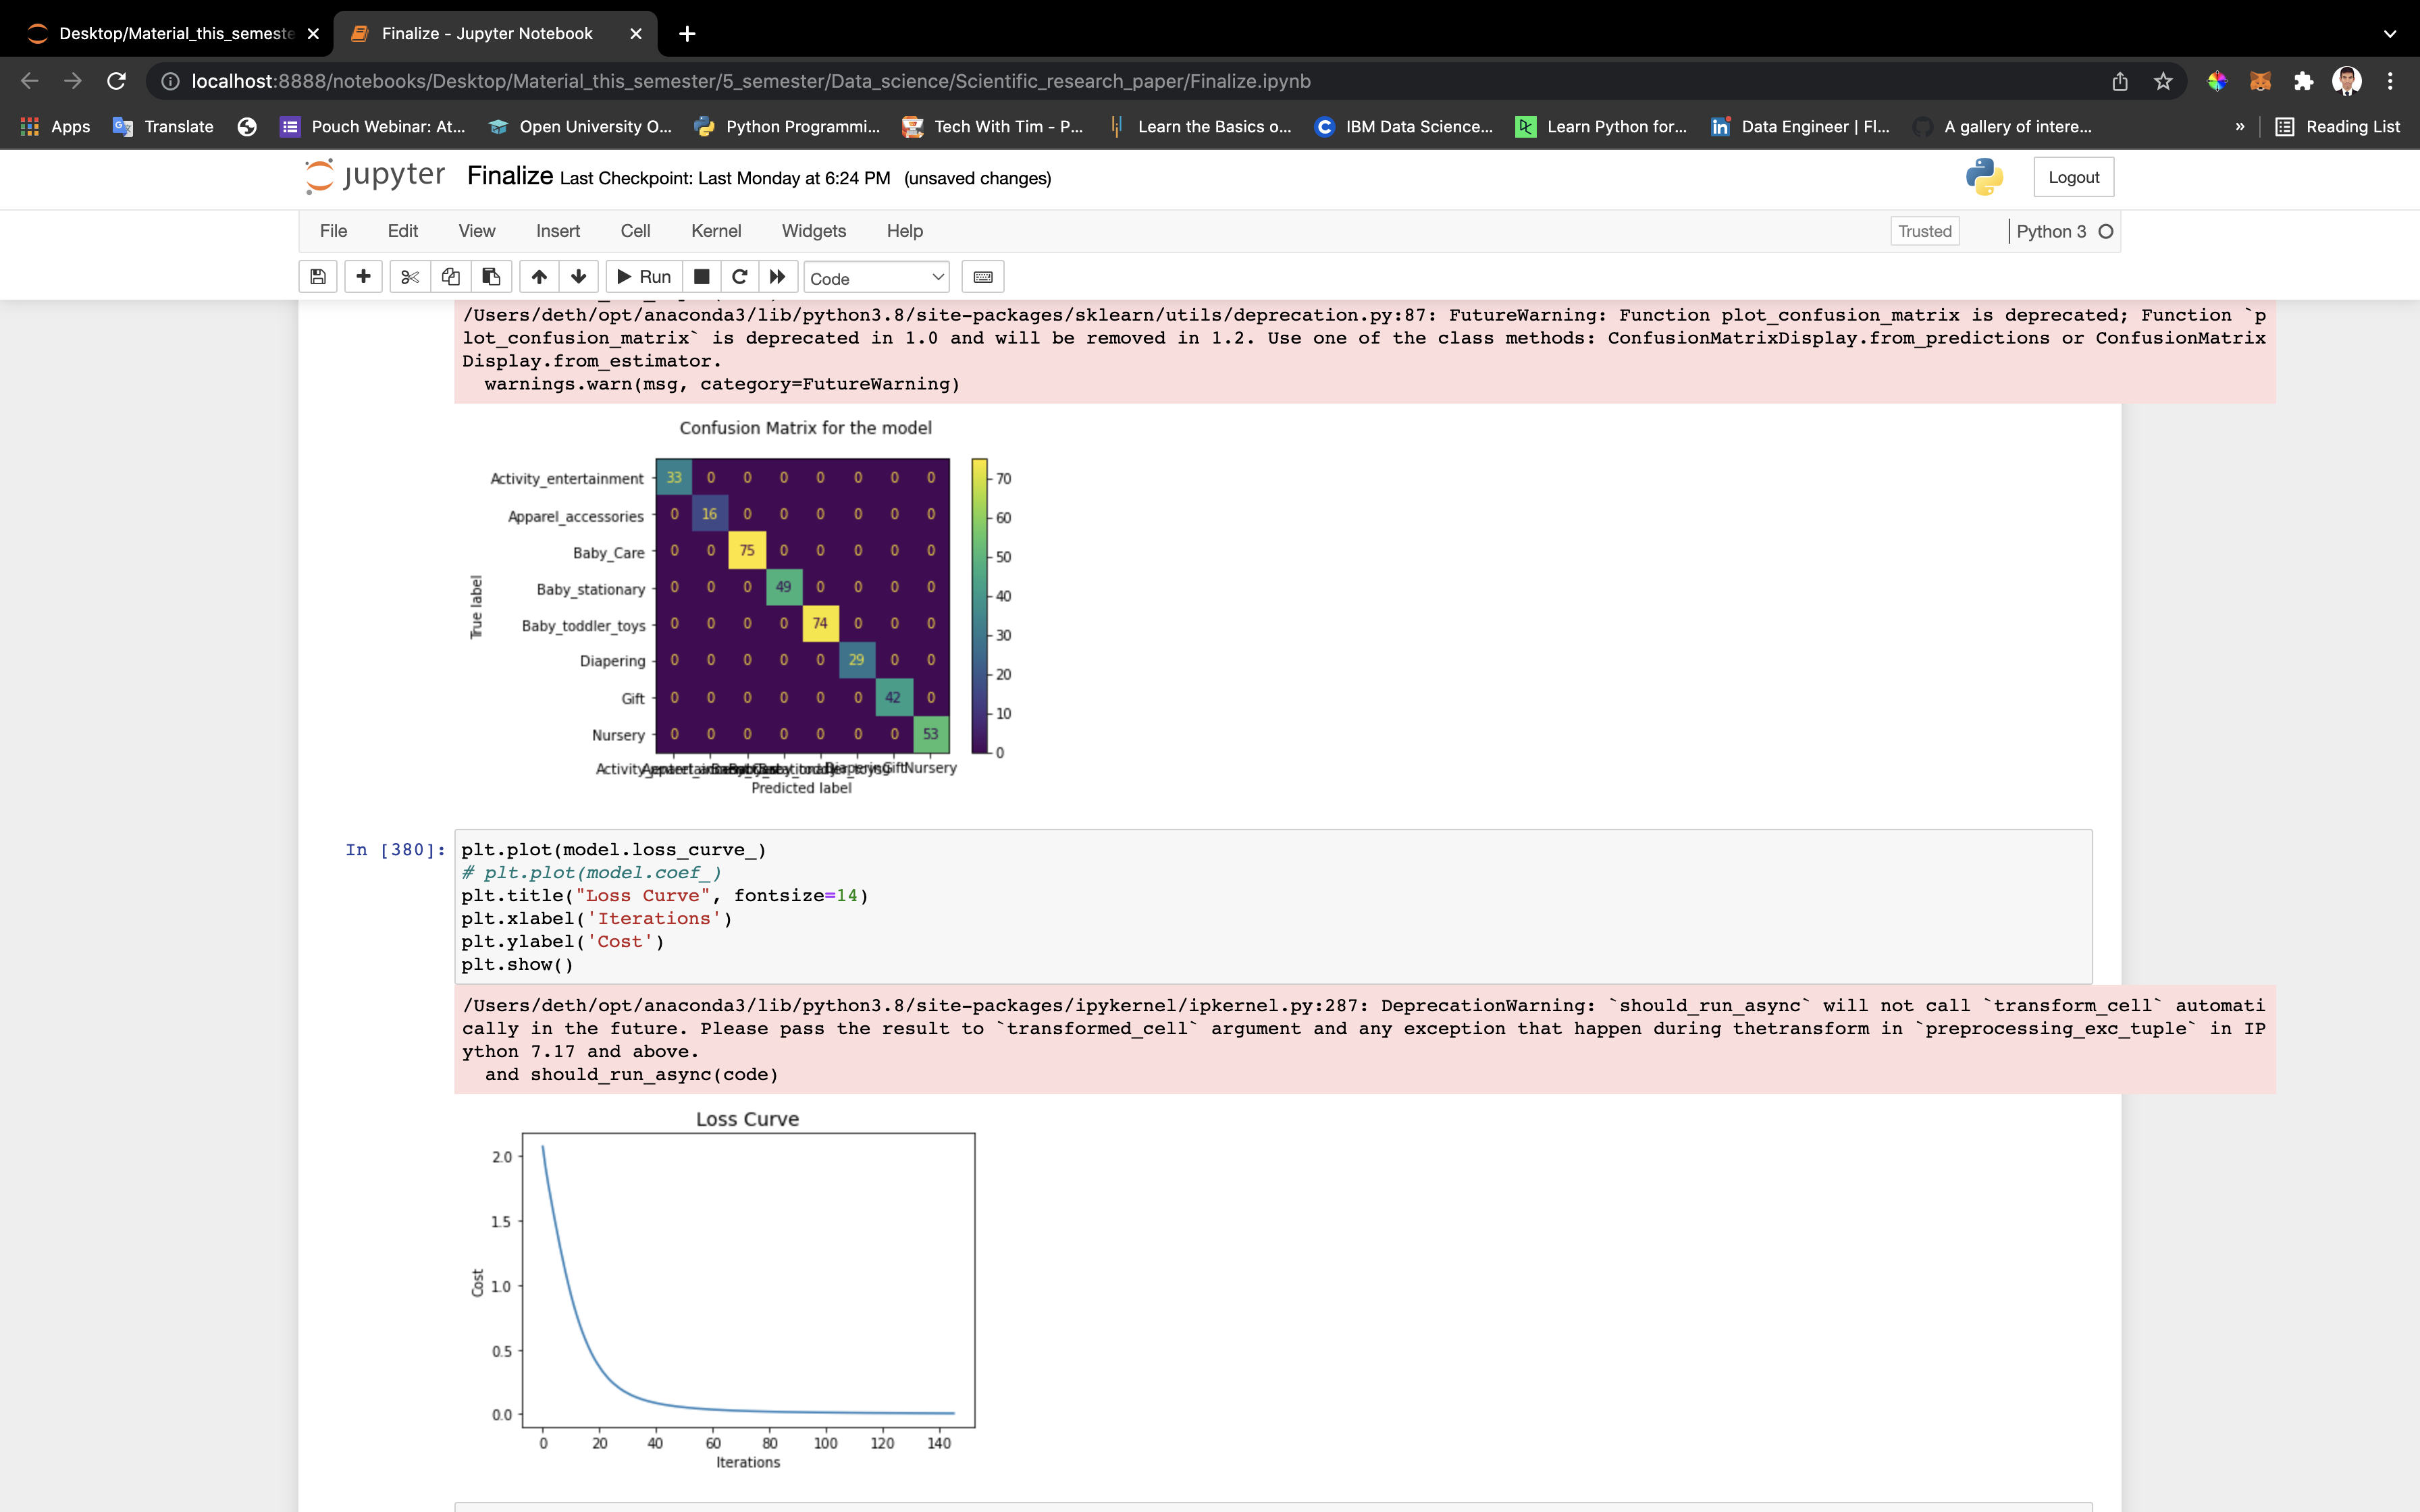 Desktop/Material_this_semeste
Finalize - Jupyter Notebook
localhost:8888/notebooks/Desktop/Material_this_semester/5_semester/Data_science/Scientific_research_paper/Finalize.ipynb
Apps Translate Pouch Webinar: At... Open University O... Python Programmi... Tech With Tim - P... Learn the Basics o... IBM Data Science... Learn Python for... Data Engineer | Fl... A gallery of intere... » Reading List
jupyter Finalize Last Checkpoint: Last Monday at 6:24 PM (unsaved changes)
Logout
File Edit View Insert Cell Kernel Widgets Help
Trusted
Python 3
Run
Code
/Users/deth/opt/anaconda3/lib/python3.8/site-packages/sklearn/utils/deprecation.py:87: FutureWarning: Function plot_confusion_matrix is deprecated; Function `p
lot_confusion_matrix` is deprecated in 1.0 and will be removed in 1.2. Use one of the class methods: ConfusionMatrixDisplay.from_predictions or ConfusionMatrix
Display.from_estimator.
warnings.warn(msg, category=FutureWarning)
Confusion Matrix for the model
Activity_entertainment 33 0 0 0 0 0 0 0
Apparel_accessories 0 16 0 0 0 0 0 0
Baby_Care 0 0 75 0 0 0 0 0
Baby_stationary 0 0 0 49 0 0 0 0
Baby_toddler_toys 0 0 0 0 74 0 0 0
Diapering 0 0 0 0 0 29 0 0
Gift 0 0 0 0 0 0 42 0
Nursery 0 0 0 0 0 0 0 53
True label
70
60
50
40
30
20
10
0
Gift Nursery
Predicted label
In [380]:
plt.plot(model.loss_curve_)
# plt.plot(model.coef_)
plt.title("Loss Curve", fontsize=14)
plt.xlabel('Iterations')
plt.ylabel('Cost')
plt.show()
/Users/deth/opt/anaconda3/lib/python3.8/site-packages/ipykernel/ipkernel.py:287: DeprecationWarning: `should_run_async` will not call `transform_cell` automati
cally in the future. Please pass the result to `transformed_cell` argument and any exception that happen during thetransform in `preprocessing_exc_tuple` in IP
ython 7.17 and above.
and should_run_async(code)
Loss Curve
2.0
1.5
1.0
0.5
0.0
Cost
0 20 40 60 80 100 120 140
Iterations